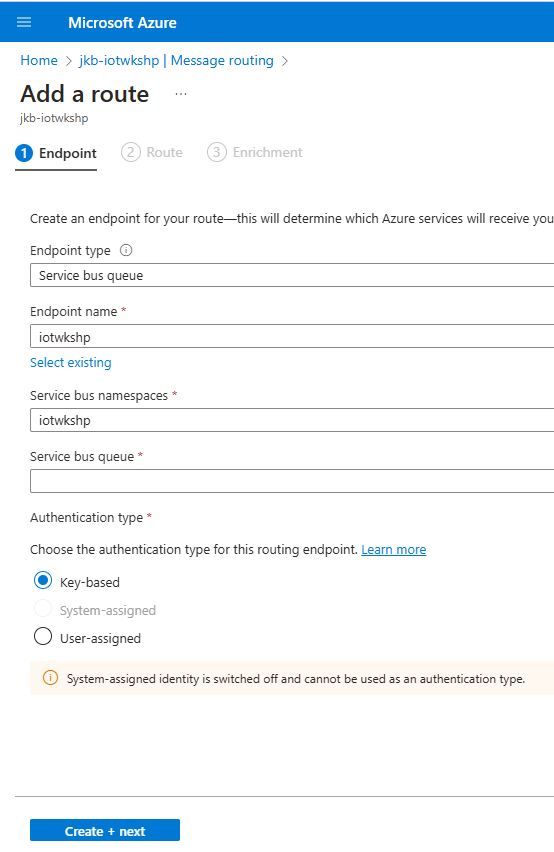 Microsoft Azure
Home > jkb-iotwkshp | Message routing >
Add a route ...
jkb-iotwkshp
1 Endpoint 2 Route 3 Enrichment
Create an endpoint for your route—this will determine which Azure services will receive you
Endpoint type
Service bus queue
Endpoint name *
iotwkshp
Select existing
Service bus namespaces *
iotwkshp
Service bus queue *
Authentication type *
Choose the authentication type for this routing endpoint. Learn more
Key-based
System-assigned
User-assigned
System-assigned identity is switched off and cannot be used as an authentication type.
Create + next